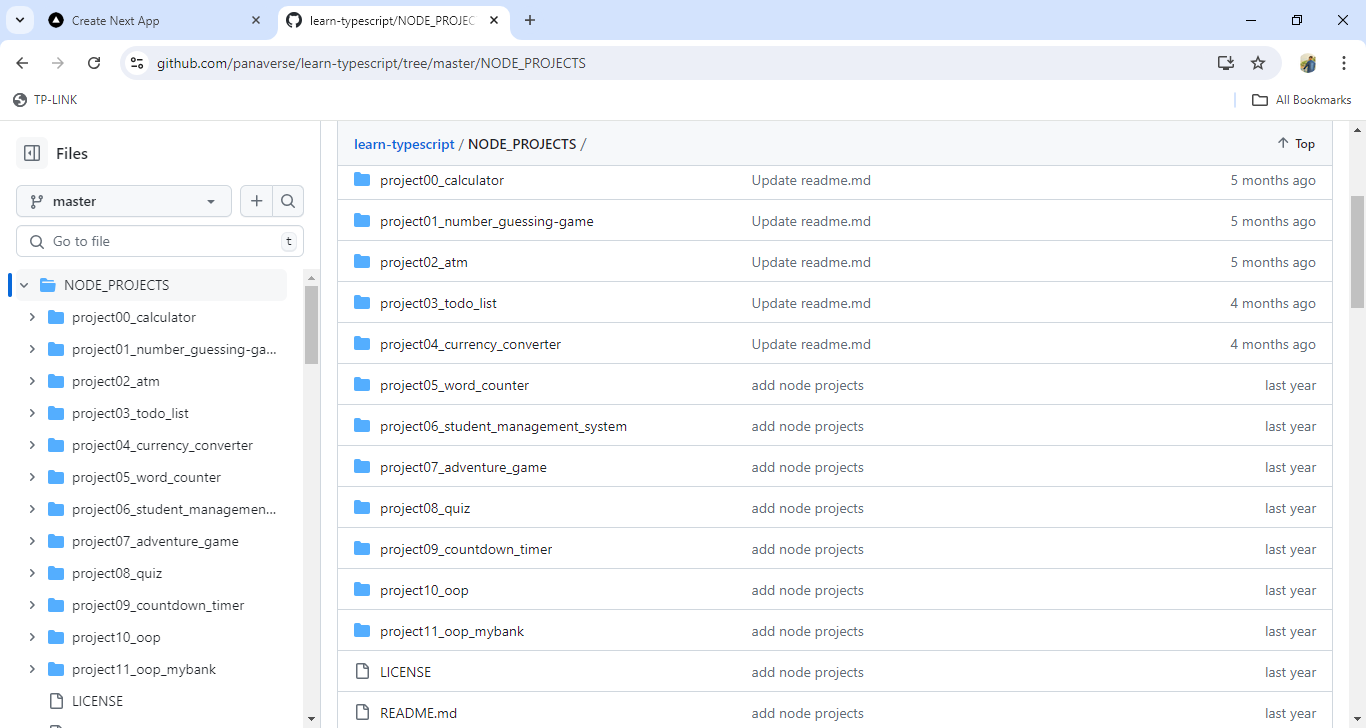 Create Next App
learn-typescript/NODE_PROJEC
github.com/panaverse/learn-typescript/tree/master/NODE_PROJECTS
TP-LINK
All Bookmarks
Files
master
Go to file
t
NODE_PROJECTS
project00_calculator
project01_number_guessing-ga...
project02_atm
project03_todo_list
project04_currency_converter
project05_word_counter
project06_student_managemen...
project07_adventure_game
project08_quiz
project09_countdown_timer
project10_oop
project11_oop_mybank
LICENSE
learn-typescript / NODE_PROJECTS /
Top
project00_calculator Update readme.md 5 months ago
project01_number_guessing-game Update readme.md 5 months ago
project02_atm Update readme.md 5 months ago
project03_todo_list Update readme.md 4 months ago
project04_currency_converter Update readme.md 4 months ago
project05_word_counter add node projects last year
project06_student_management_system add node projects last year
project07_adventure_game add node projects last year
project08_quiz add node projects last year
project09_countdown_timer add node projects last year
project10_oop add node projects last year
project11_oop_mybank add node projects last year
LICENSE add node projects last year
README.md add node projects last year